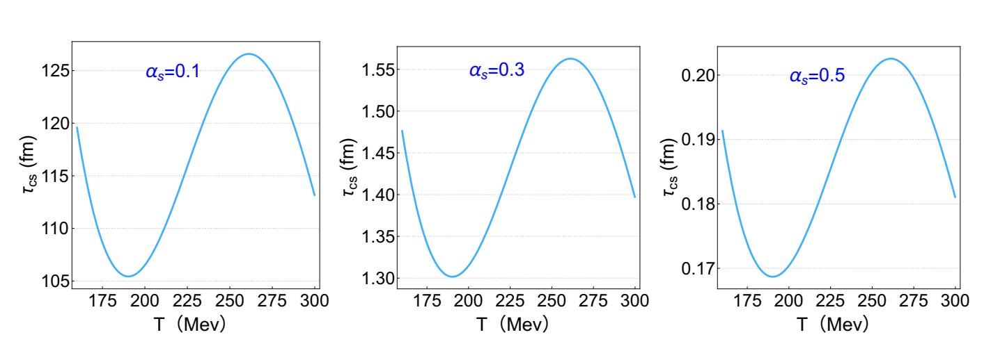 αs=0.1
125
120
115
110
105
τcs (fm)
175 200 225 250 275 300
T（Mev）
αs=0.3
1.55
1.50
1.45
1.40
1.35
1.30
τcs (fm)
175 200 225 250 275 300
T（Mev）
αs=0.5
0.20
0.19
0.18
0.17
τcs (fm)
175 200 225 250 275 300
T（Mev）